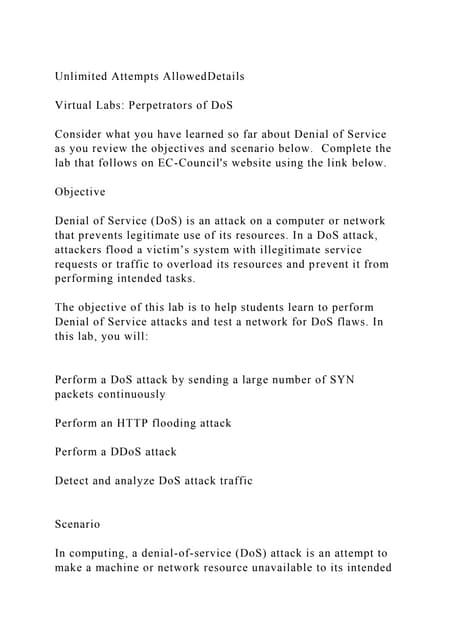 Unlimited Attempts AllowedDetails
Virtual Labs: Perpetrators of DoS
Consider what you have learned so far about Denial of Service
as you review the objectives and scenario below.  Complete the
lab that follows on EC-Council's website using the link below.
Objective
Denial of Service (DoS) is an attack on a computer or network
that prevents legitimate use of its resources. In a DoS attack,
attackers flood a victim’s system with illegitimate service
requests or traffic to overload its resources and prevent it from
performing intended tasks.
The objective of this lab is to help students learn to perform
Denial of Service attacks and test a network for DoS flaws. In
this lab, you will:
Perform a DoS attack by sending a large number of SYN
packets continuously
Perform an HTTP flooding attack
Perform a DDoS attack
Detect and analyze DoS attack traffic
Scenario
In computing, a denial-of-service (DoS) attack is an attempt to
make a machine or network resource unavailable to its intended